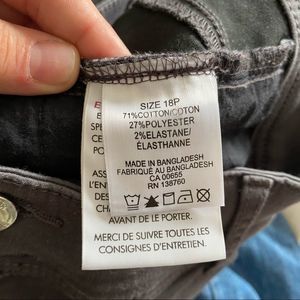 SIZE 18P
71%COTTON/COTON
27%POLYESTER
2%ELASTANE/
ÉLASTHANNE
MADE IN BANGLADESH
FABRIQUÉ AU BANGLADESH
CA 00655
RN 138760
AVANT DE LE PORTER.
MERCI DE SUIVRE TOUTES
LES CONSIGNES D'ENTRETIEN.